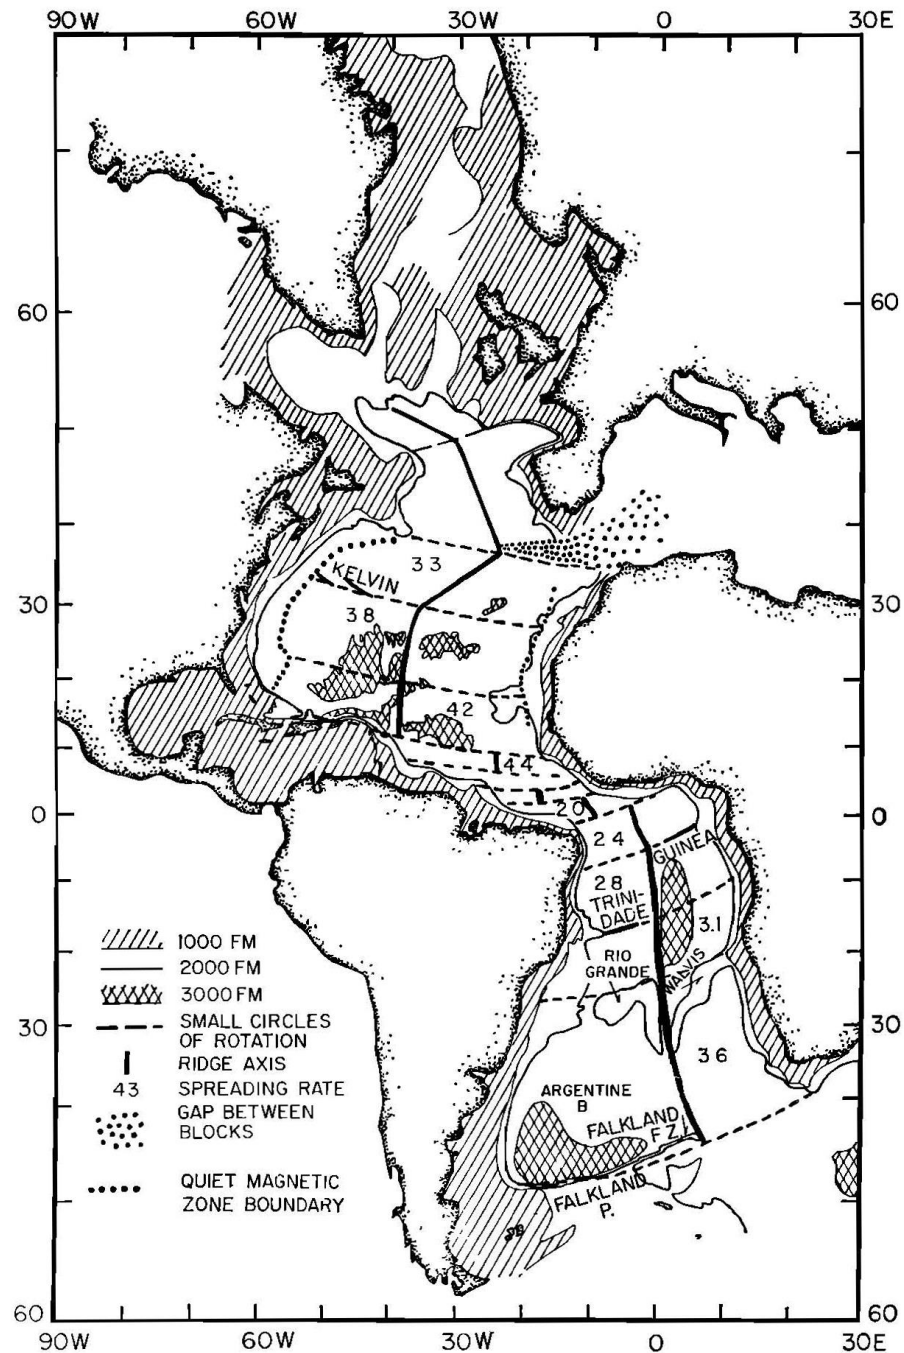 90W 60W 30W 0 30E
60 60
33
KELVIN
38
30 30
42
44
0 20 0
24
GUINEA
28
TRINI-
DADE
3.1
RIO
GRANDE
WALVIS
1000 FM
2000 FM
3000 FM
SMALL CIRCLES
OF ROTATION
30 30
RIDGE AXIS
36
43 SPREADING RATE
GAP BETWEEN
BLOCKS
ARGENTINE
B
FALKLAND
F Z
QUIET MAGNETIC
ZONE BOUNDARY
FALKLAND
P.
60 60
90W 60W 30W 0 30E